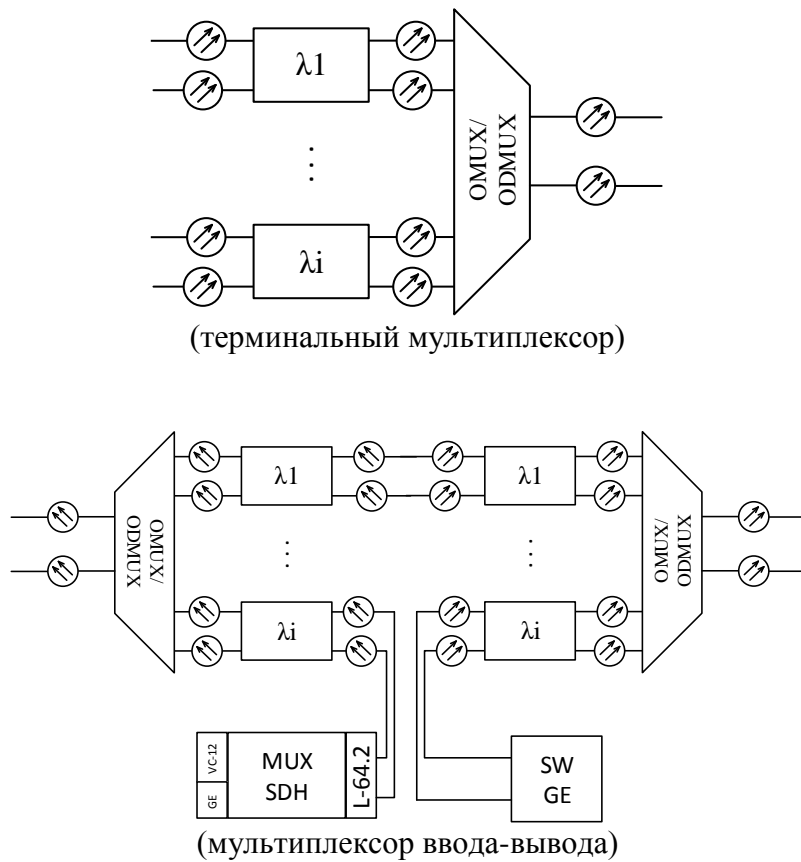 λ1
OMUX/
ODMUX
⋮
λi
(терминальный мультиплексор)
λ1
λ1
OMUX/
ODMUX
⋮
⋮
OMUX/
ODMUX
λi
λi
VC-12
GE
MUX
SDH
L-64.2
SW
GE
(мультиплексор ввода-вывода)